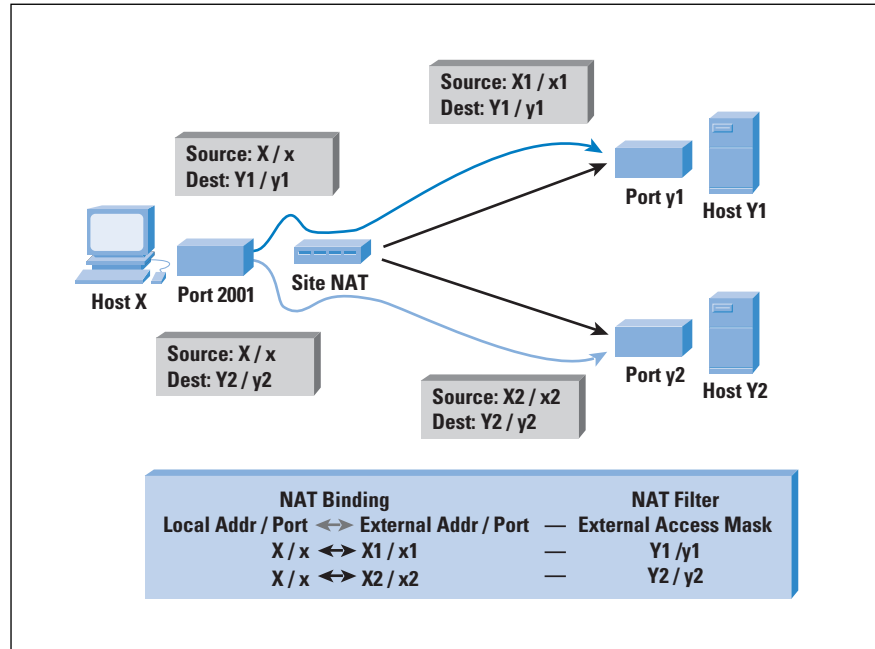 Source: X1 / x1
Dest: Y1 / y1
Source: X / x
Dest: Y1 / y1
Port y1
Host Y1
Host X
Port 2001
Site NAT
Source: X / x
Dest: Y2 / y2
Port y2
Host Y2
Source: X2 / x2
Dest: Y2 / y2
NAT Binding NAT Filter
Local Addr / Port ↔ External Addr / Port — External Access Mask
X / x ↔ X1 / x1 — Y1 /y1
X / x ↔ X2 / x2 — Y2 / y2